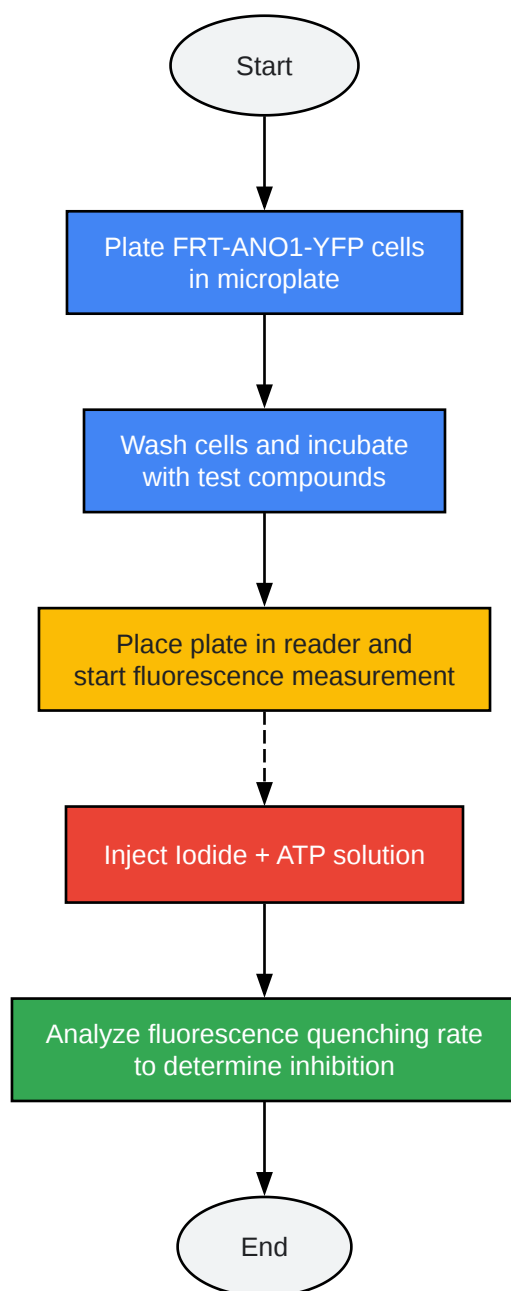 Start
Plate FRT-ANO1-YFP cells
in microplate
Wash cells and incubate
with test compounds
Place plate in reader and
start fluorescence measurement
Inject Iodide + ATP solution
Analyze fluorescence quenching rate
to determine inhibition
End